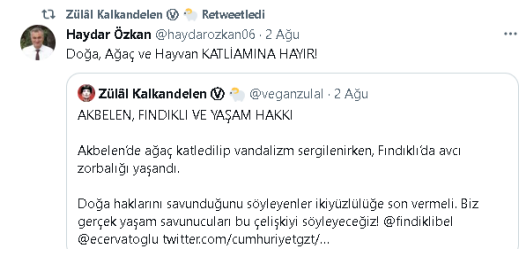 Zülâl Kalkandelen Ⓥ 🐑 Retweetledi
Haydar Özkan @haydarozkan06 · 2 Ağu
Doğa, Ağaç ve Hayvan KATLİAMINA HAYIR!
Zülâl Kalkandelen Ⓥ 🐑 @veganzulal · 2 Ağu
AKBELEN, FINDIKLI VE YAŞAM HAKKI
Akbelen’de ağaç katledilip vandalizm sergilenirken, Fındıklı’da avcı
zorbalığı yaşandı.
Doğa haklarını savunduğunu söyleyenler ikiyüzlülüğe son vermeli. Biz
gerçek yaşam savunucuları bu çelişkiyi söyleyeceğiz! @findiklibel
@ecervatoglu twitter.com/cumhuriyetgzt/...